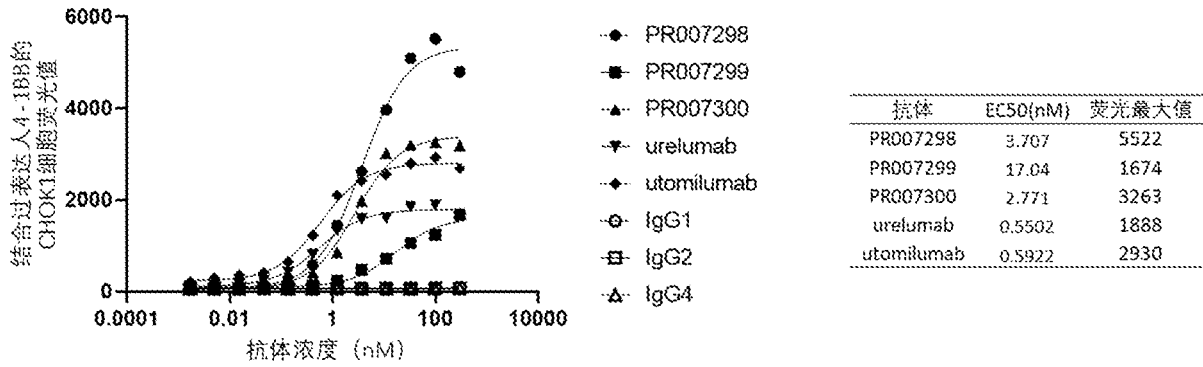 结合过表达人4-1BB的
CHOK1细胞荧光值
6000
4000
2000
0
0.0001
0.01
1
100
10000
抗体浓度（nM）
PR007298
PR007299
PR007300
urelumab
utomilumab
IgG1
IgG2
IgG4
抗体 EC50(nM) 荧光最大值
PR007298 3.707 5522
PR007299 17.04 1674
PR007300 2.771 3263
urelumab 0.5502 1888
utomilumab 0.5922 2930